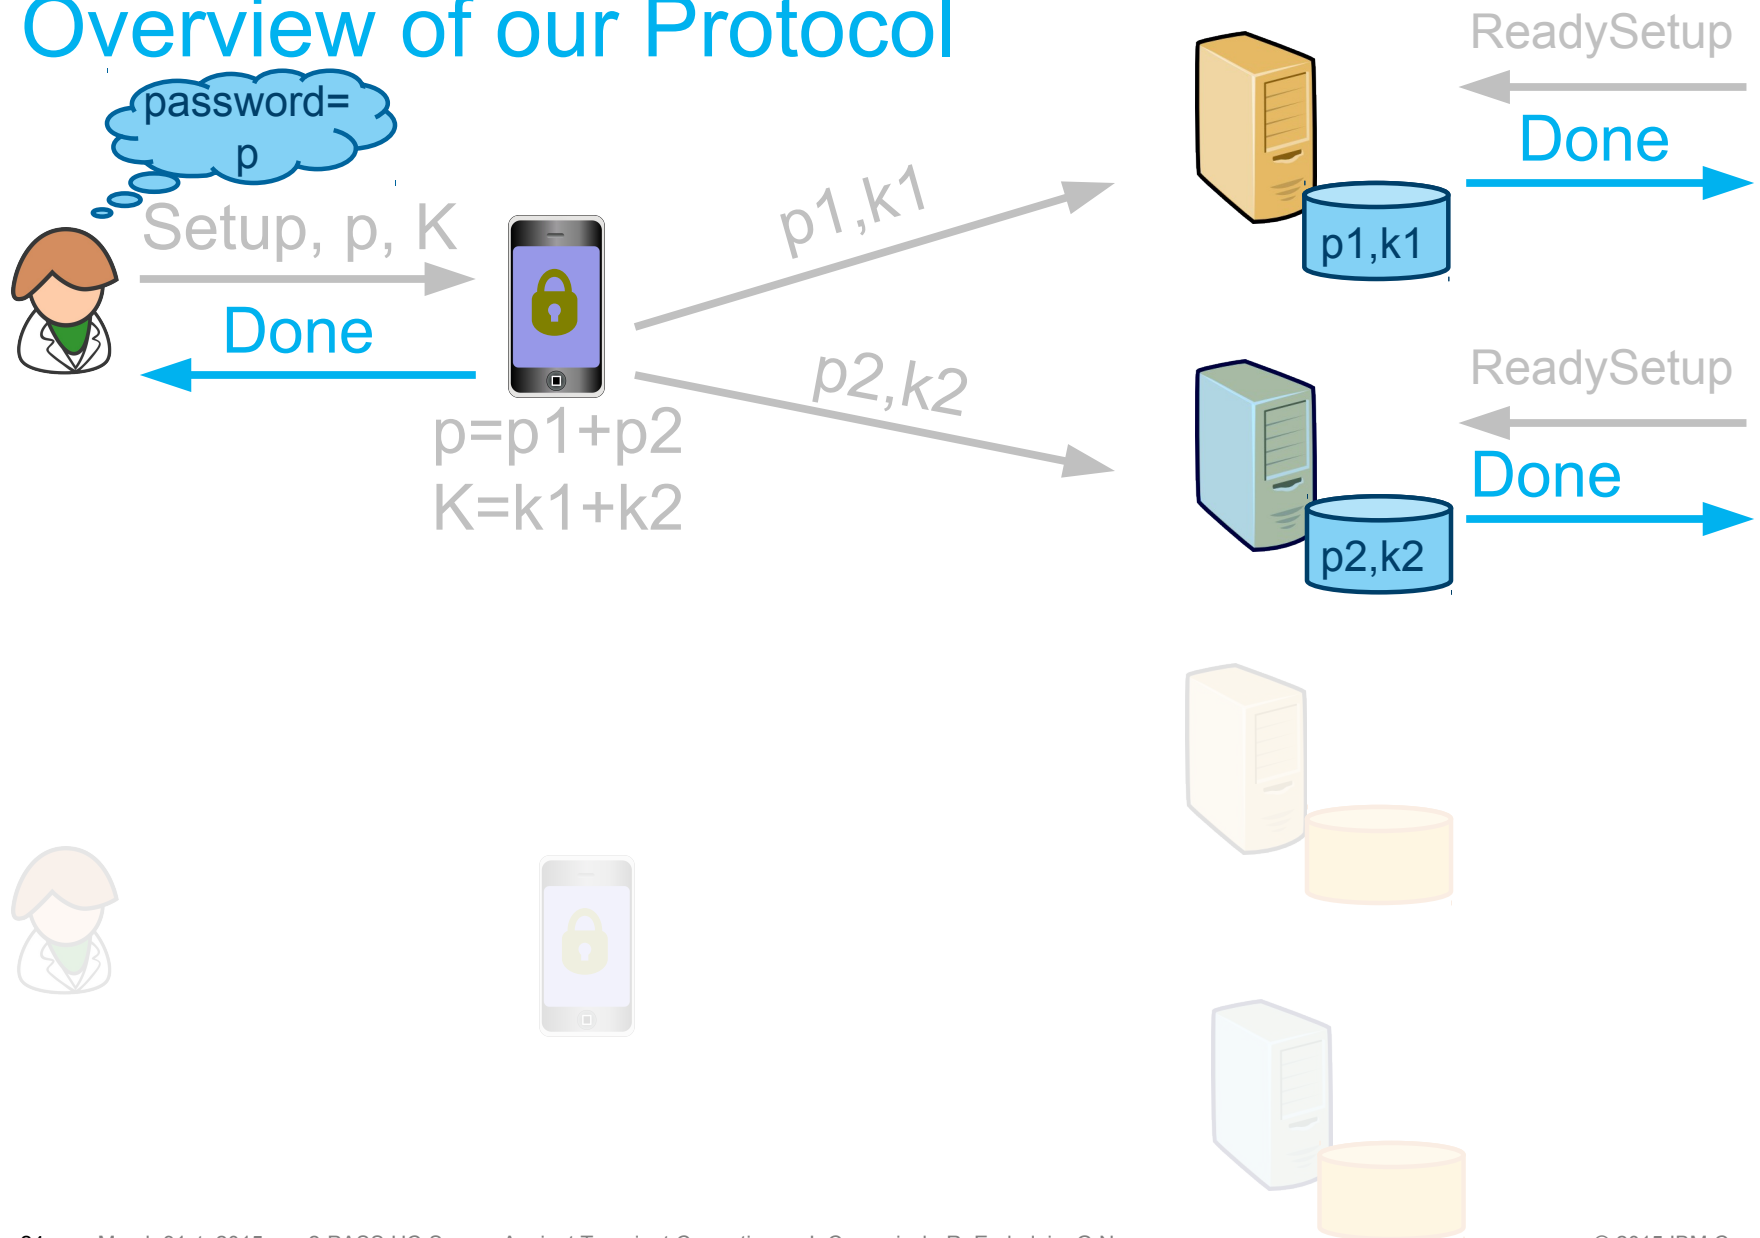 Overview of our Protocol
password=
p
Setup, p, K
Done
p=p1+p2
K=k1+k2
p1,k1
p2,k2
p1,k1
p2,k2
ReadySetup
Done
ReadySetup
Done